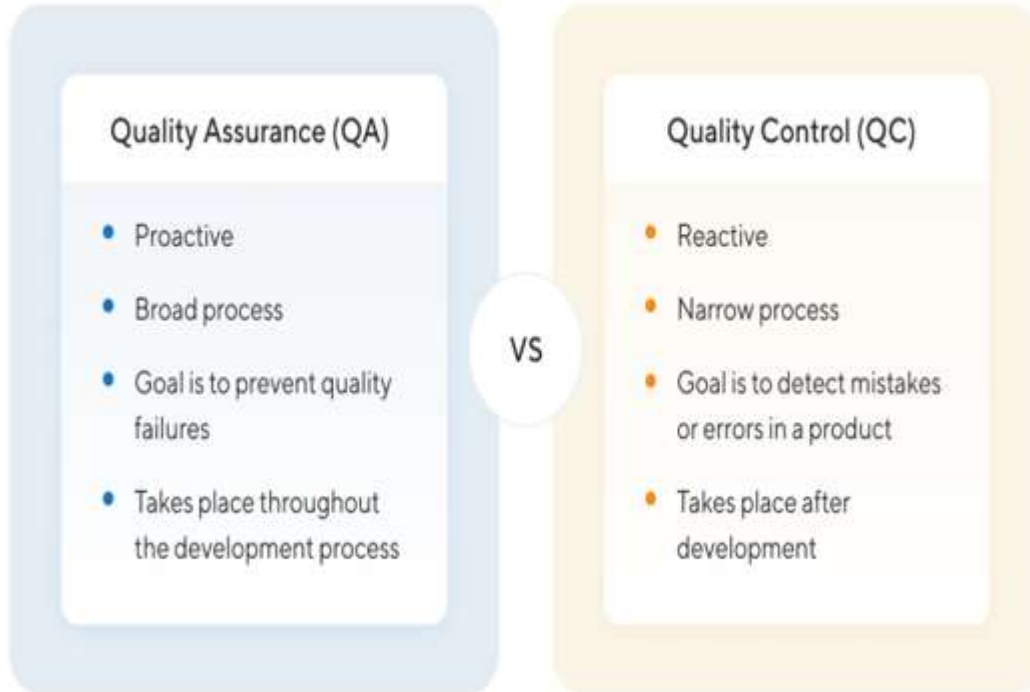 Quality Assurance (QA)
Proactive
Broad process
Goal is to prevent quality
failures
Takes place throughout
the development process
VS
Quality Control (QC)
Reactive
Narrow process
Goal is to detect mistakes
or errors in a product
Takes place after
development